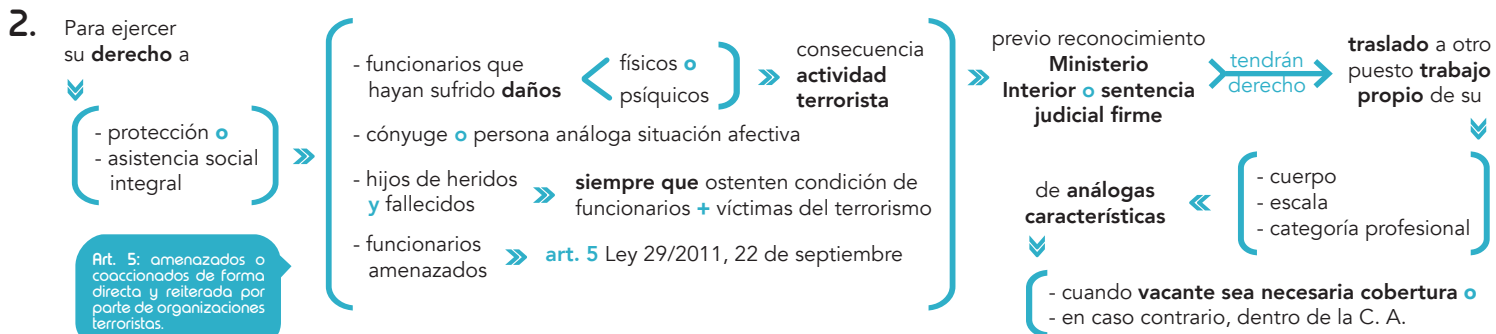 2.
Para ejercer
su derecho a
- protección o
- asistencia social
integral
Art. 5: amenazados o
coaccionados de forma
directa y reiterada por
parte de organizaciones
terroristas.
- funcionarios que
hayan sufrido daños
físicos o
psíquicos
consecuencia
actividad
terrorista
- cónyuge o persona análoga situación afectiva
- hijos de heridos
y fallecidos
siempre que ostenten condición de
funcionarios + víctimas del terrorismo
- funcionarios
amenazados
art. 5 Ley 29/2011, 22 de septiembre
previo reconocimiento
Ministerio
Interior o sentencia
judicial firme
tendrán
derecho
traslado a otro
puesto trabajo
propio de su
- cuerpo
- escala
- categoría profesional
de análogas
características
- cuando vacante sea necesaria cobertura o
- en caso contrario, dentro de la C. A.